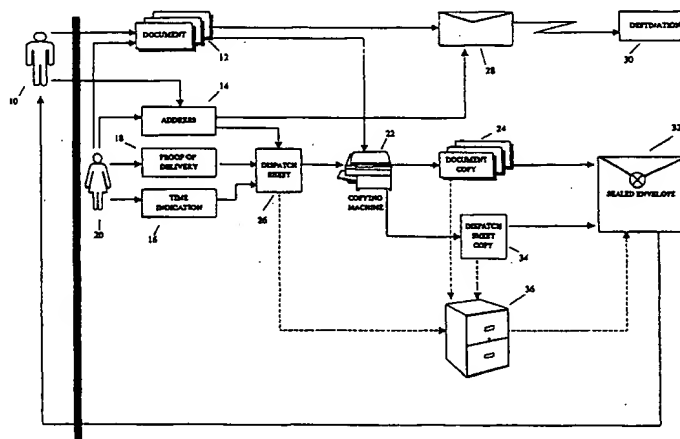 DOCUMENT
12
28
DESTINATION
30
10
14
ADDRESS
18
PROOF OF
DELIVERY
20
TIME
INDICATION
16
DISPATCH
SHEET
26
22
COPYING
MACHINE
24
DOCUMENT
COPY
32
SEALED ENVELOPE
DISPATCH
SHEET
COPY
34
36